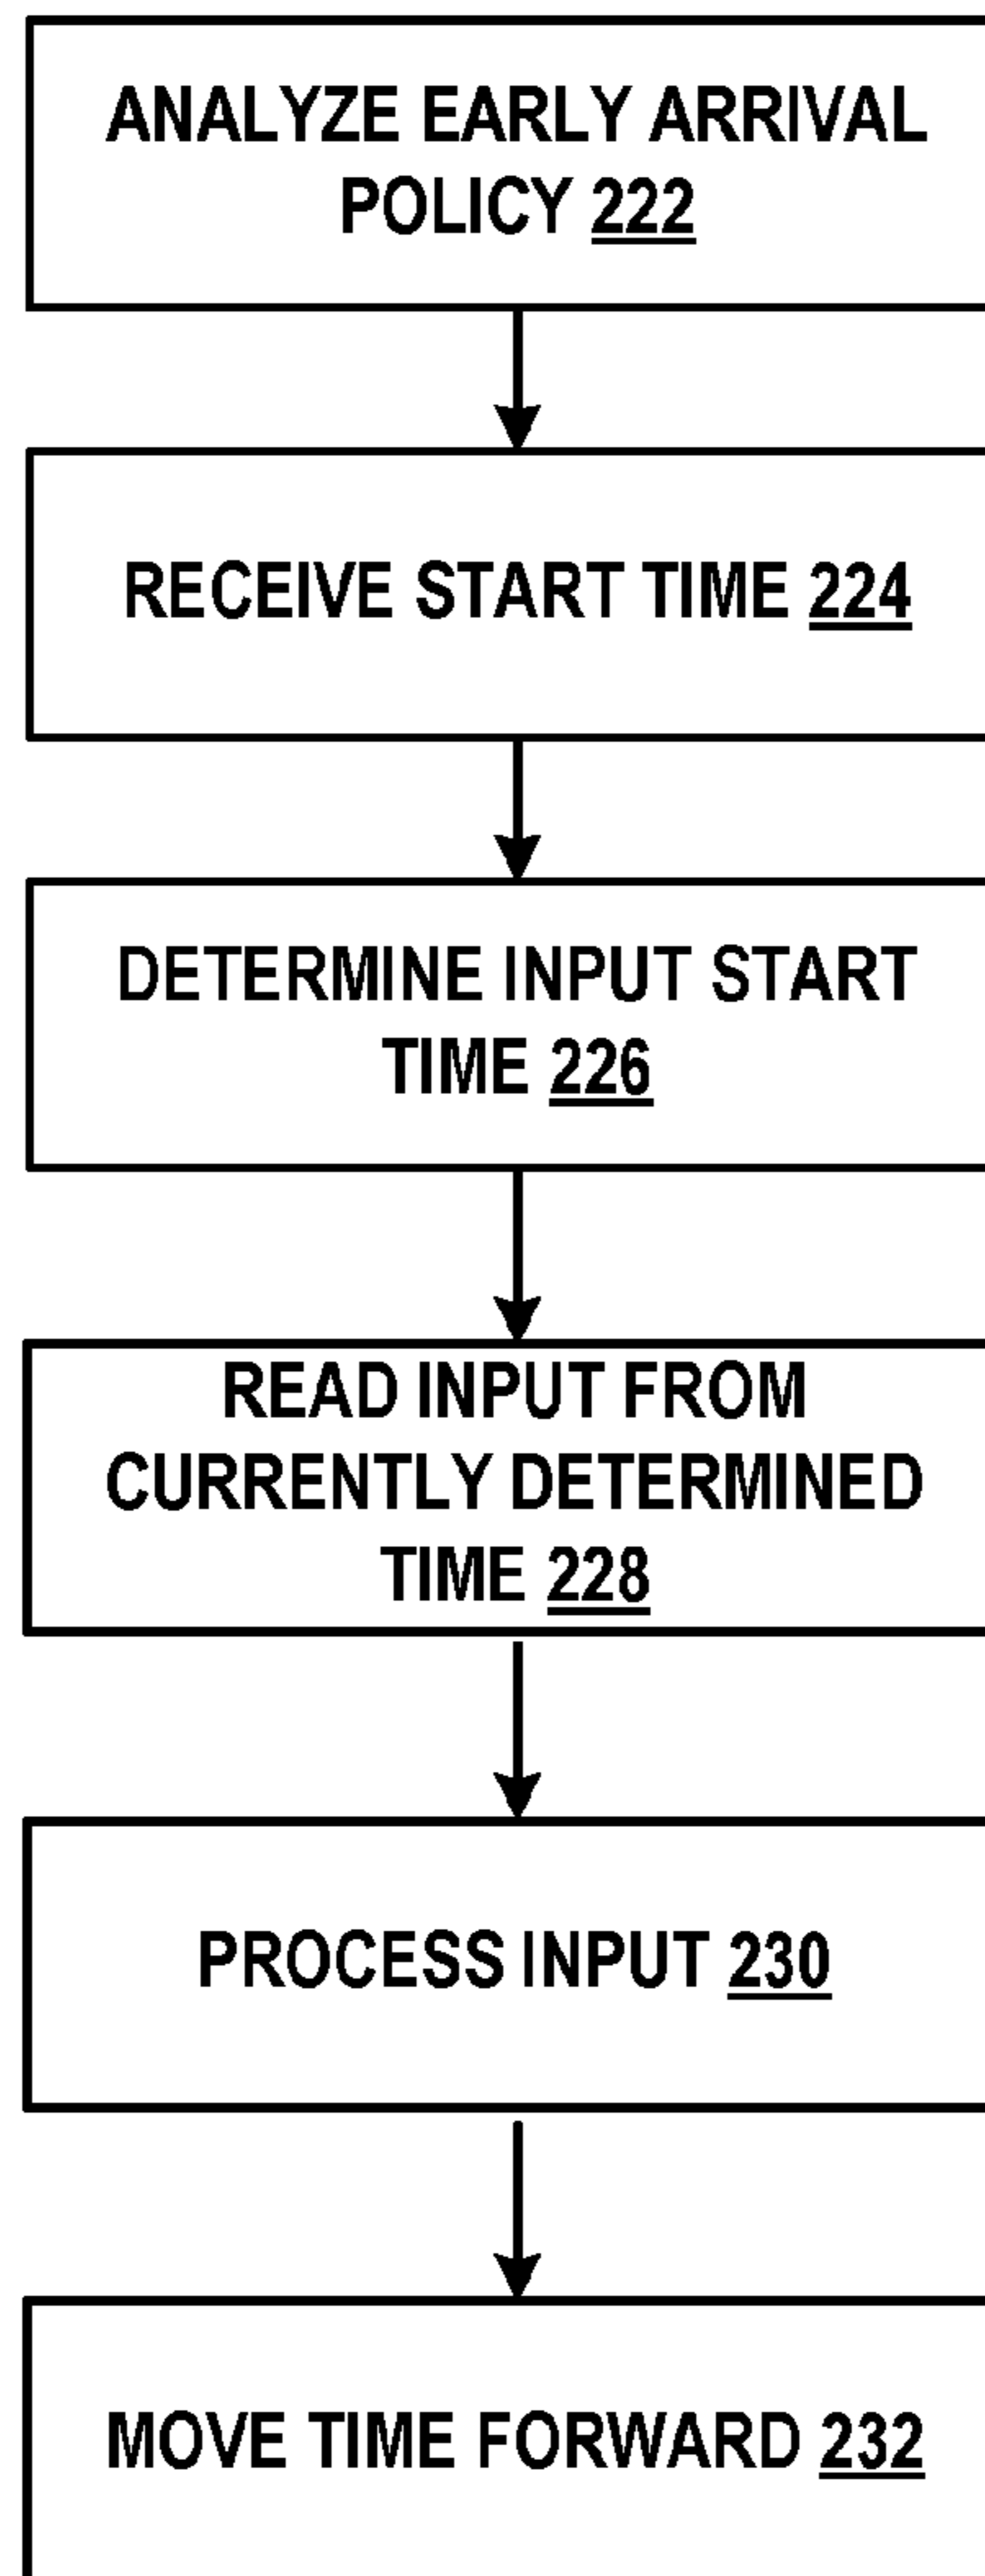 ANALYZE EARLY ARRIVAL
POLICY 222
RECEIVE START TIME 224
DETERMINE INPUT START
TIME 226
READ INPUT FROM
CURRENTLY DETERMINED
TIME 228
PROCESS INPUT 230
MOVE TIME FORWARD 232